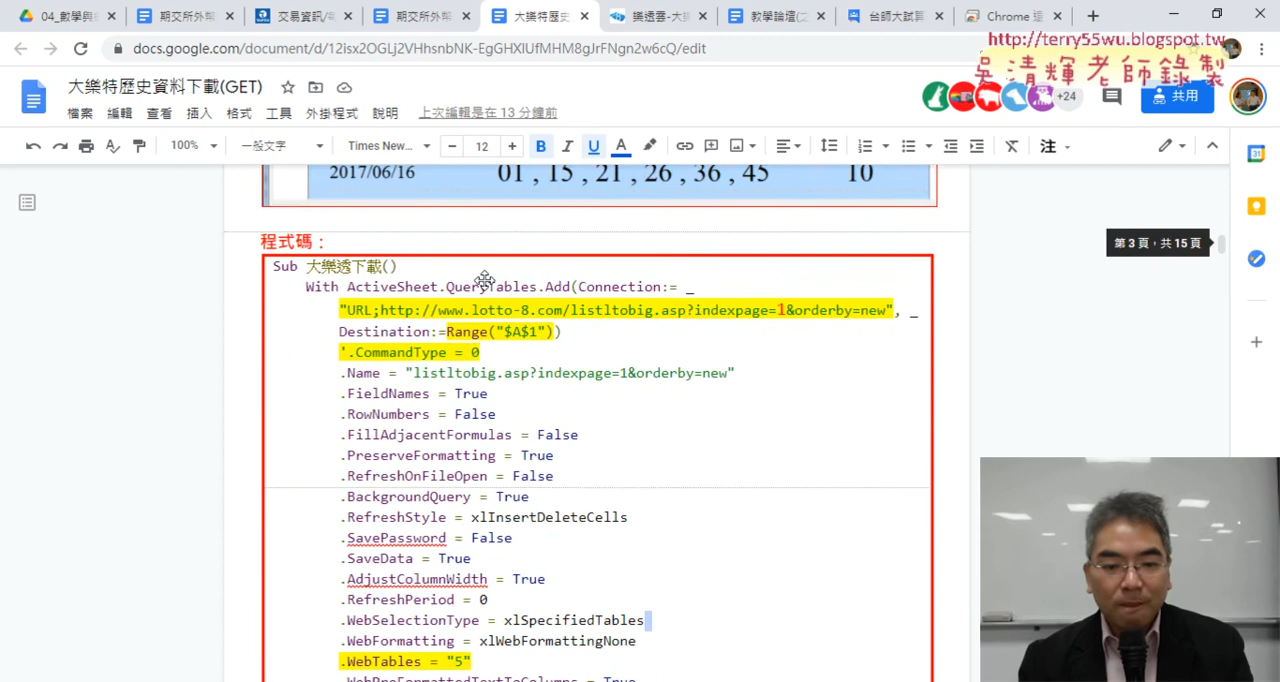 04_數學與
期交所外幣
交易資訊/
期交所外幣
大樂特歷史
樂透雲-大
教學論壇(
台師大試算
Chrome
docs.google.com/document/d/12isx2OGLj2VHhsnbNK-EgGHXlUfMHM8gJrFNgn2w6cQ/edit
http://terry55wu.blogspot.tw
吳清輝老師錄製
大樂特歷史資料下載(GET)
檔案 編輯 查看 插入 格式 工具 外掛程式 說明 上次編輯是在 13 分鐘前
+24
共用
100% 一般文字 Times New... 12 B I U A 注
2017/06/16 01 , 15 , 21 , 26 , 36 , 45 10
程式碼：
第 3 頁，共 15 頁
Sub 大樂透下載()
With ActiveSheet.QueryTables.Add(Connection:= _
"URL;http://www.lotto-8.com/listltobig.asp?indexpage=1&orderby=new", _
Destination:=Range("$A$1"))
'.CommandType = 0
.Name = "listltobig.asp?indexpage=1&orderby=new"
.FieldNames = True
.RowNumbers = False
.FillAdjacentFormulas = False
.PreserveFormatting = True
.RefreshOnFileOpen = False
.BackgroundQuery = True
.RefreshStyle = xlInsertDeleteCells
.SavePassword = False
.SaveData = True
.AdjustColumnWidth = True
.RefreshPeriod = 0
.WebSelectionType = xlSpecifiedTables
.WebFormatting = xlWebFormattingNone
.WebTables = "5"
.WebPreFormattedTextToColumns = True